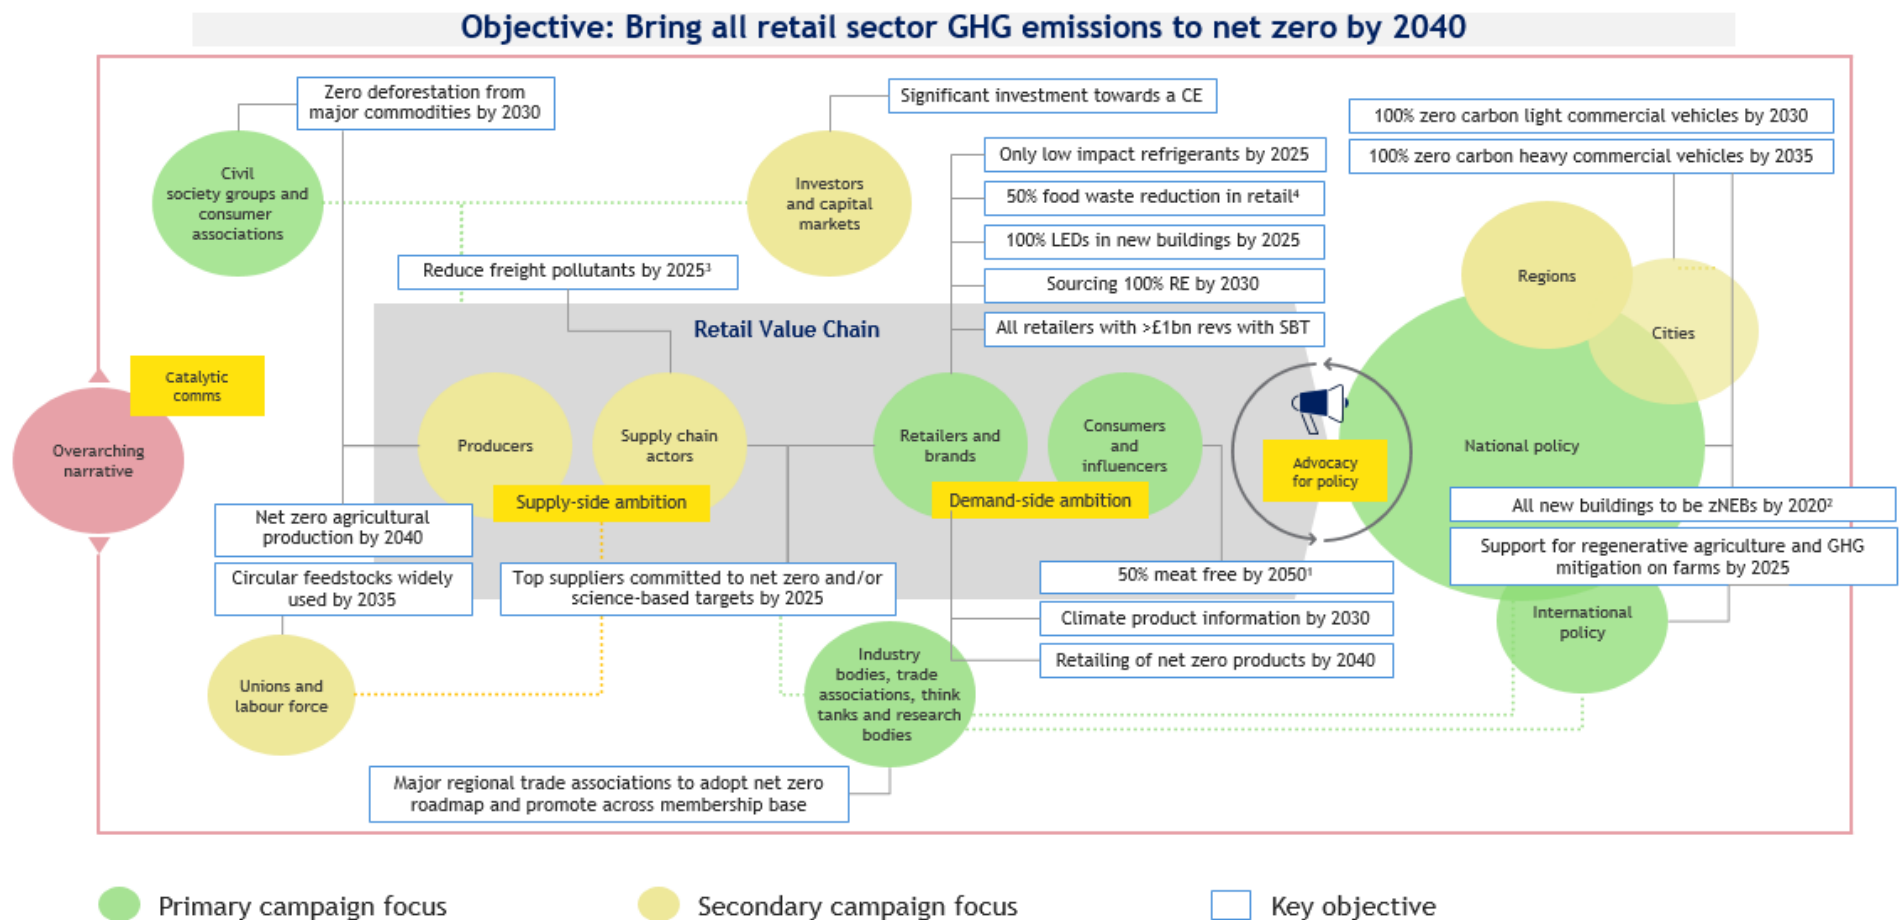 Objective: Bring all retail sector GHG emissions to net zero by 2040
Zero deforestation from
major commodities by 2030
Significant investment towards a CE
100% zero carbon light commercial vehicles by 2030
100% zero carbon heavy commercial vehicles by 2035
Only low impact refrigerants by 2025
50% food waste reduction in retail⁴
100% LEDs in new buildings by 2025
Sourcing 100% RE by 2030
All retailers with >£1bn revs with SBT
Civil
society groups and
consumer
associations
Investors
and capital
markets
Regions
Cities
Reduce freight pollutants by 2025³
Retail Value Chain
Catalytic
comms
Overarching
narrative
Producers
Supply chain
actors
Retailers and
brands
Consumers
and
influencers
Advocacy
for policy
National policy
Supply-side ambition
Demand-side ambition
Net zero agricultural
production by 2040
Circular feedstocks widely
used by 2035
Top suppliers committed to net zero and/or
science-based targets by 2025
50% meat free by 2050¹
Climate product information by 2030
Retailing of net zero products by 2040
All new buildings to be zNEBs by 2020²
Support for regenerative agriculture and GHG
mitigation on farms by 2025
International
policy
Unions and
labour force
Industry
bodies, trade
associations, think
tanks and research
bodies
Major regional trade associations to adopt net zero
roadmap and promote across membership base
Primary campaign focus
Secondary campaign focus
Key objective